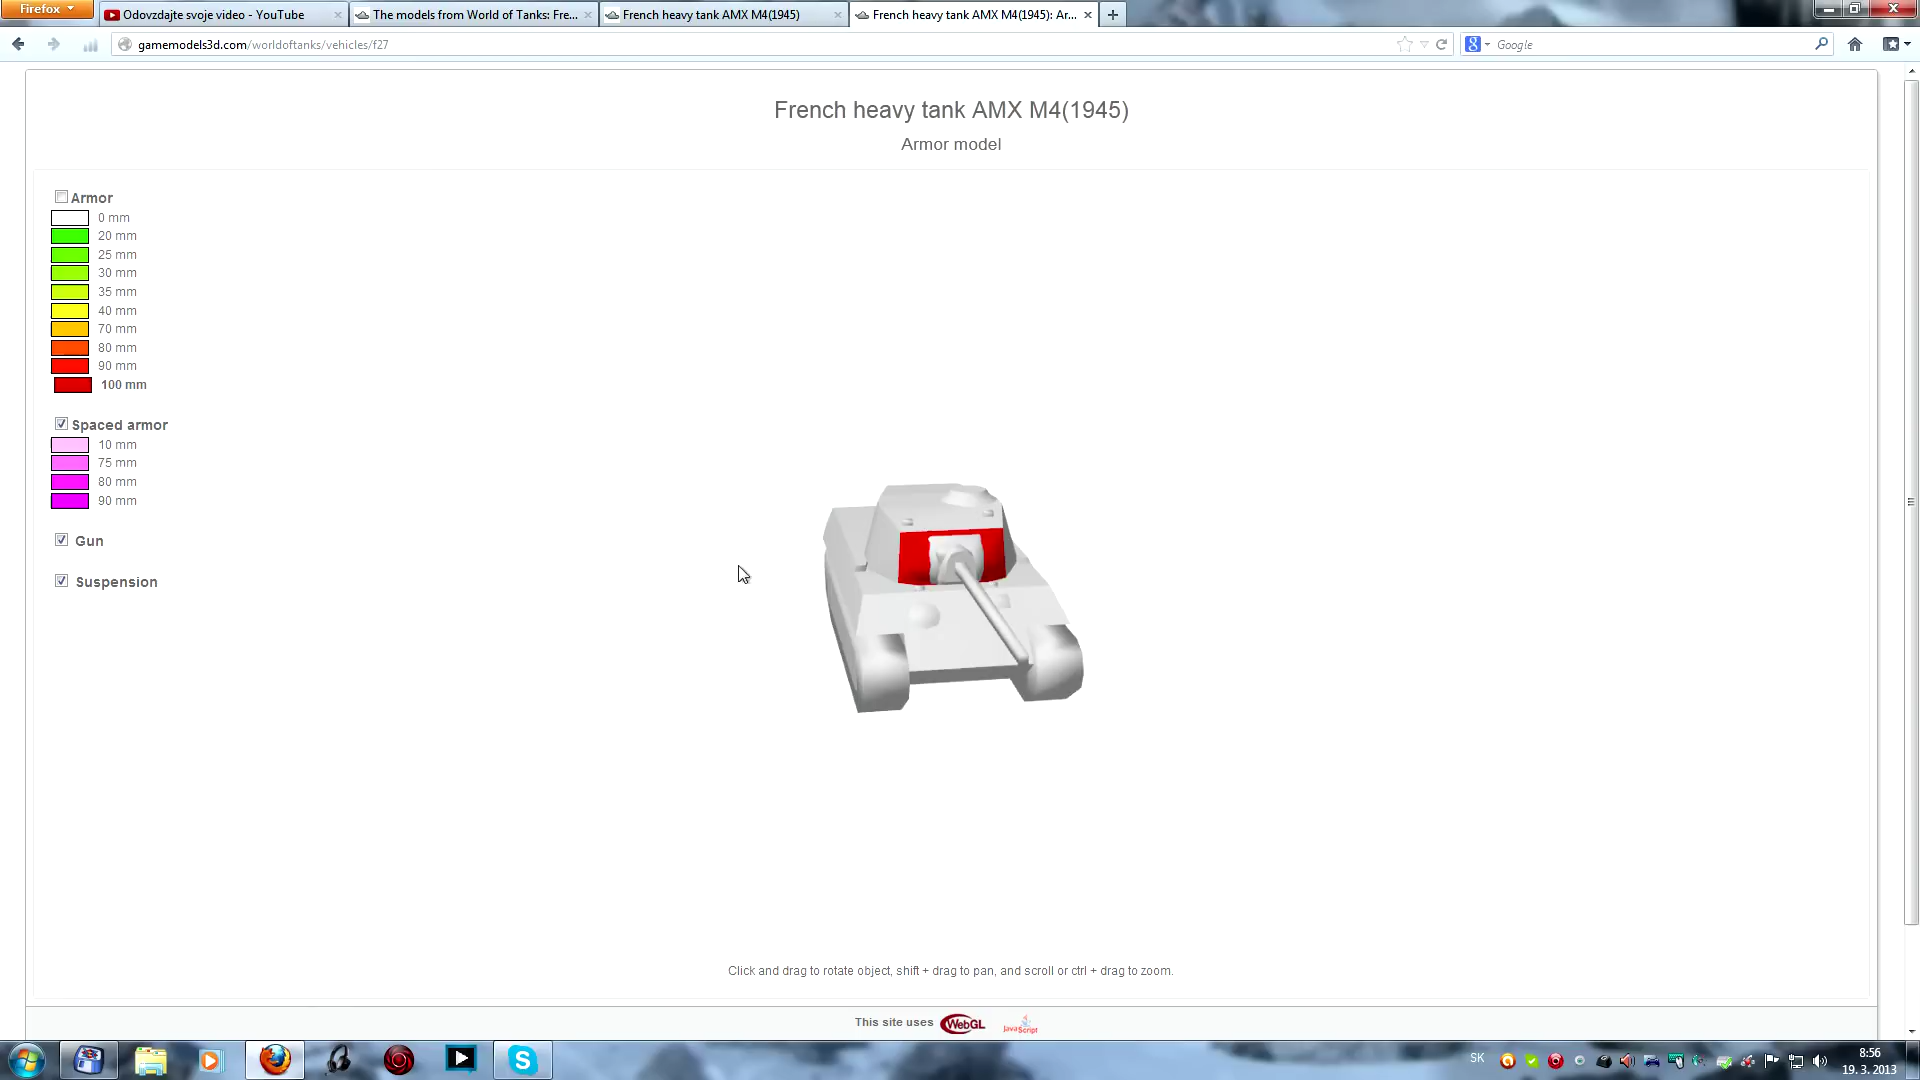 Firefox
Odovzdajte svoje video - YouTube
The models from World of Tanks: Fre...
French heavy tank AMX M4(1945)
French heavy tank AMX M4(1945): Ar...
gamemodels3d.com/worldoftanks/vehicles/f27
Google
French heavy tank AMX M4(1945)
Armor model
Armor
0 mm
20 mm
25 mm
30 mm
35 mm
40 mm
70 mm
80 mm
90 mm
100 mm
Spaced armor
10 mm
75 mm
80 mm
90 mm
Gun
Suspension
Click and drag to rotate object, shift + drag to pan, and scroll or ctrl + drag to zoom.
This site uses WebGL JavaScript
SK
8:56
19. 3. 2013